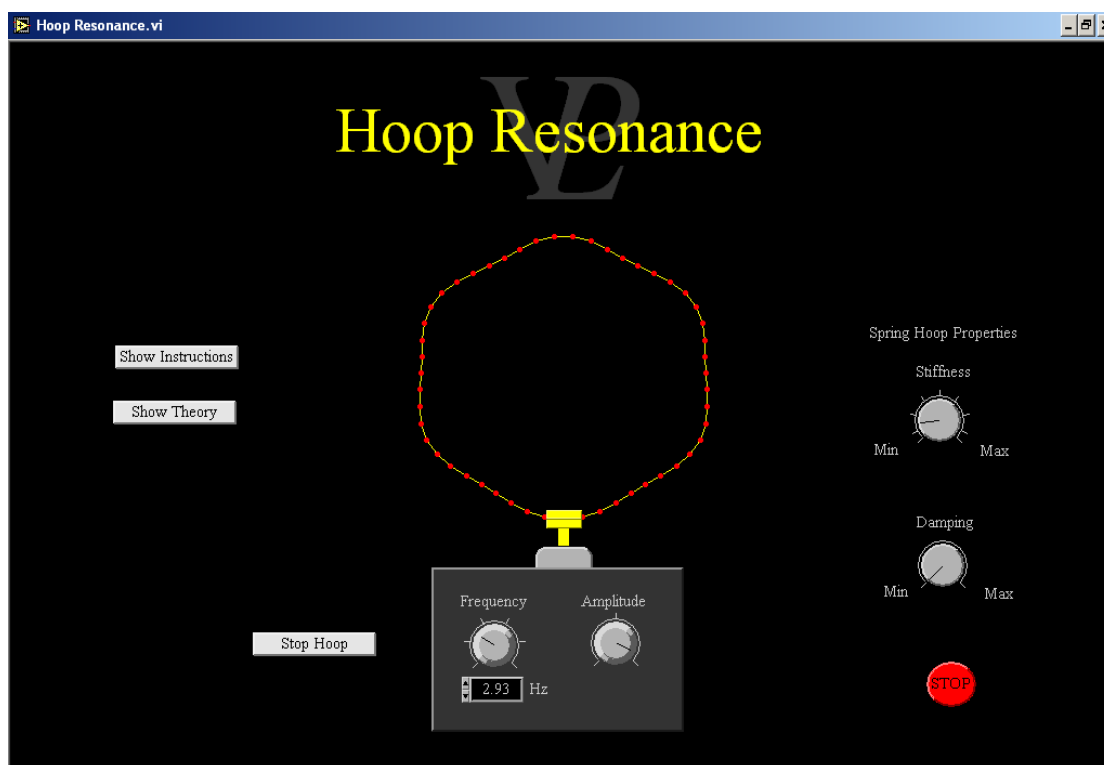 Hoop Resonance.vi
VPL
Hoop Resonance
Show Instructions
Show Theory
Spring Hoop Properties
Stiffness
Min
Max
Damping
Min
Max
Frequency
Amplitude
2.93
Hz
Stop Hoop
STOP